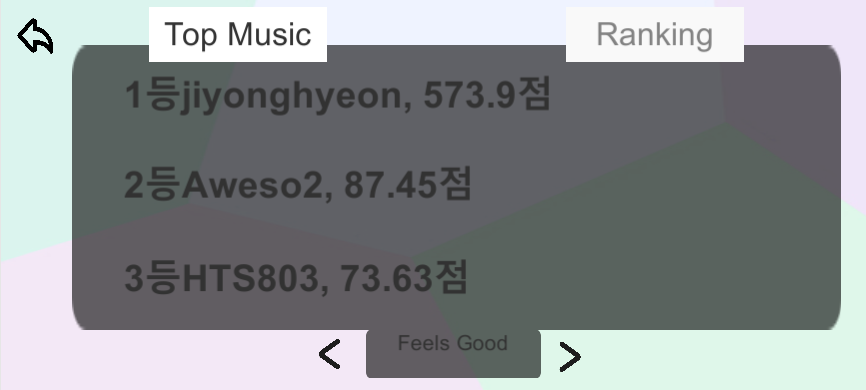 Top Music
Ranking
1등jiyonghyeon, 573.9점
2등Aweso2, 87.45점
3등HTS803, 73.63점
Feels Good